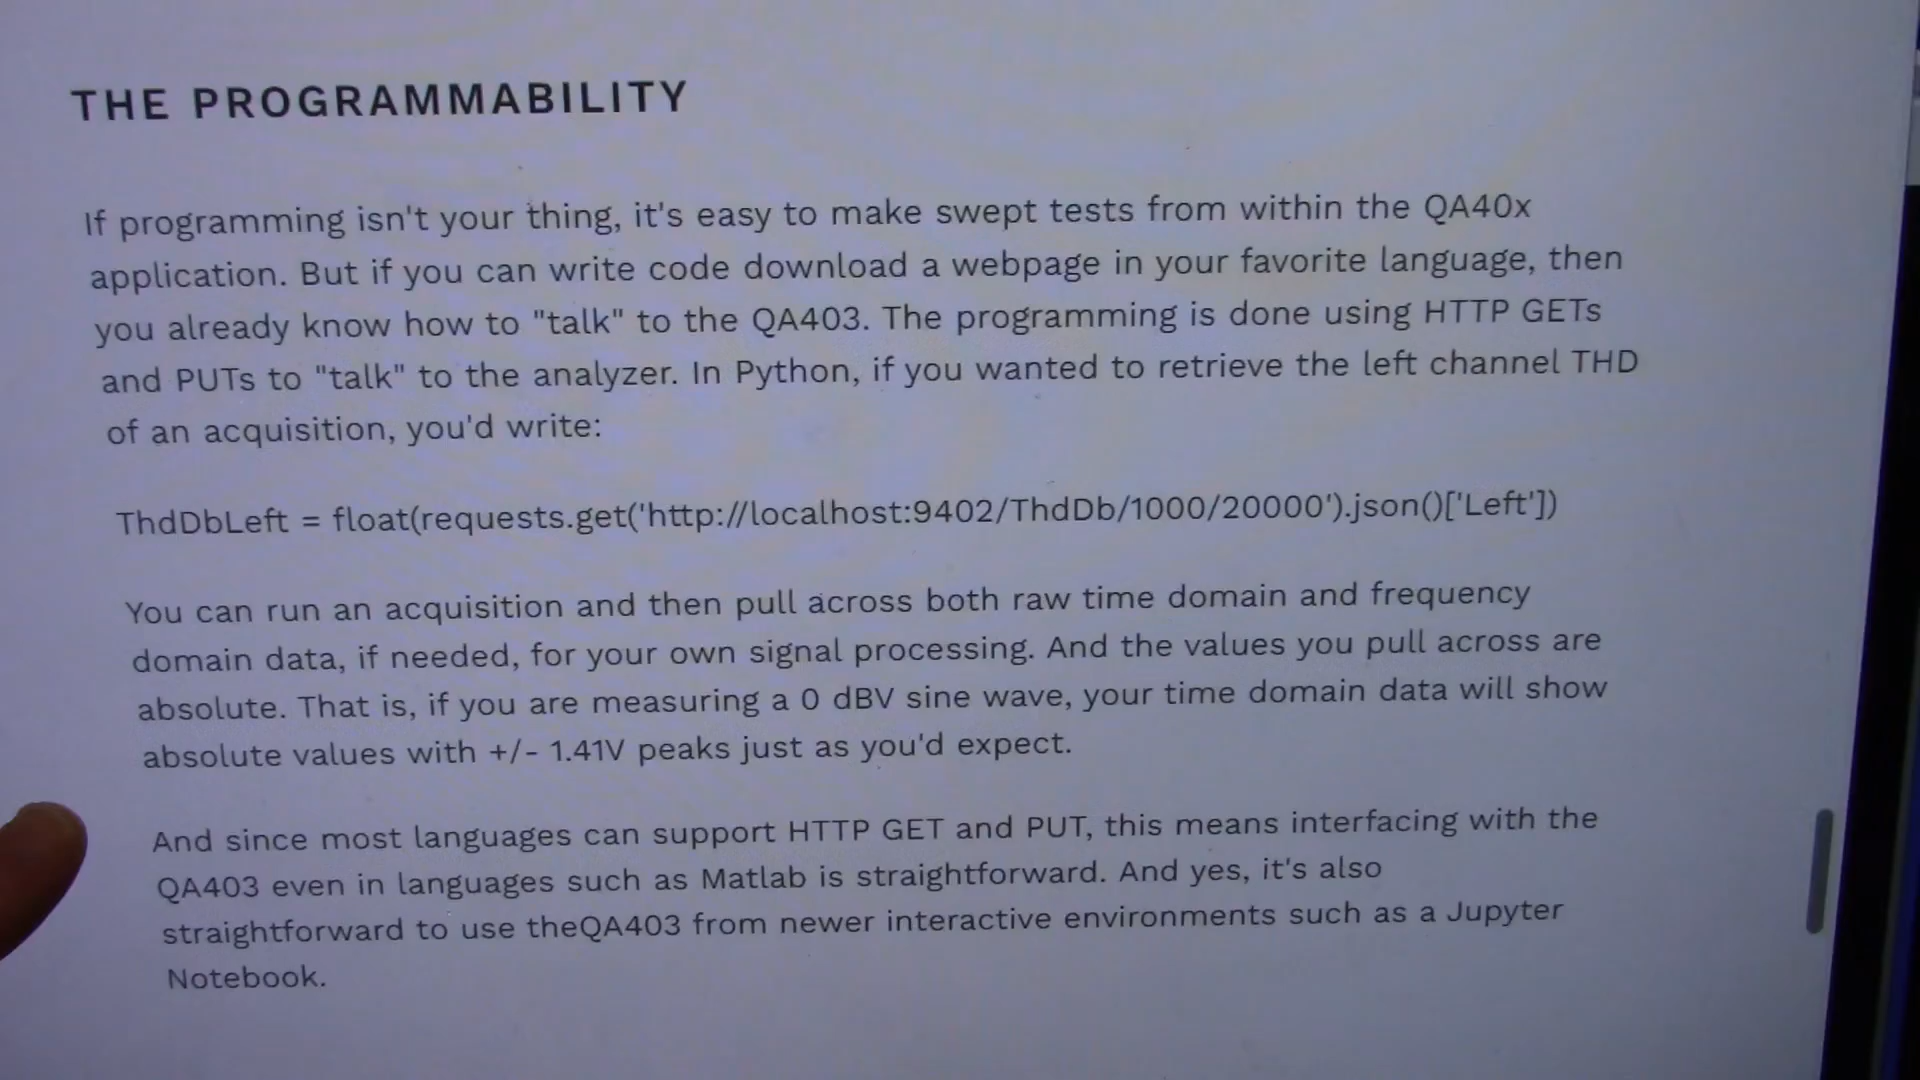 THE PROGRAMMABILITY
If programming isn't your thing, it's easy to make swept tests from within the QA40x
application. But if you can write code download a webpage in your favorite language, then
you already know how to "talk" to the QA403. The programming is done using HTTP GETs
and PUTs to "talk" to the analyzer. In Python, if you wanted to retrieve the left channel THD
of an acquisition, you'd write:
ThdDbLeft = float(requests.get('http://localhost:9402/ThdDb/1000/20000').json()['Left'])
You can run an acquisition and then pull across both raw time domain and frequency
domain data, if needed, for your own signal processing. And the values you pull across are
absolute. That is, if you are measuring a 0 dBV sine wave, your time domain data will show
absolute values with +/- 1.41V peaks just as you'd expect.
And since most languages can support HTTP GET and PUT, this means interfacing with the
QA403 even in languages such as Matlab is straightforward. And yes, it's also
straightforward to use theQA403 from newer interactive environments such as a Jupyter
Notebook.